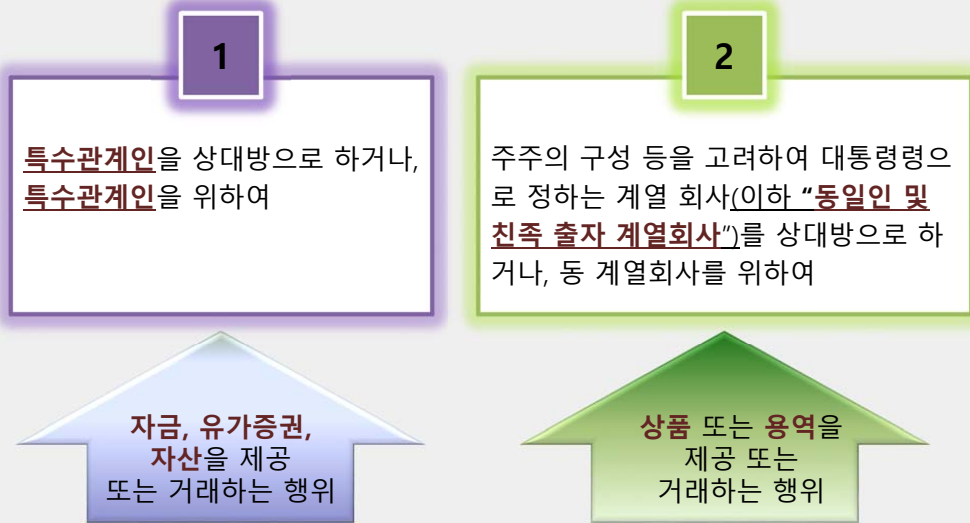 1
특수관계인을 상대방으로 하거나,
특수관계인을 위하여
자금, 유가증권,
자산을 제공
또는 거래하는 행위
2
주주의 구성 등을 고려하여 대통령령으
로 정하는 계열 회사(이하 “동일인 및
친족 출자 계열회사”)를 상대방으로 하
거나, 동 계열회사를 위하여
상품 또는 용역을
제공 또는
거래하는 행위